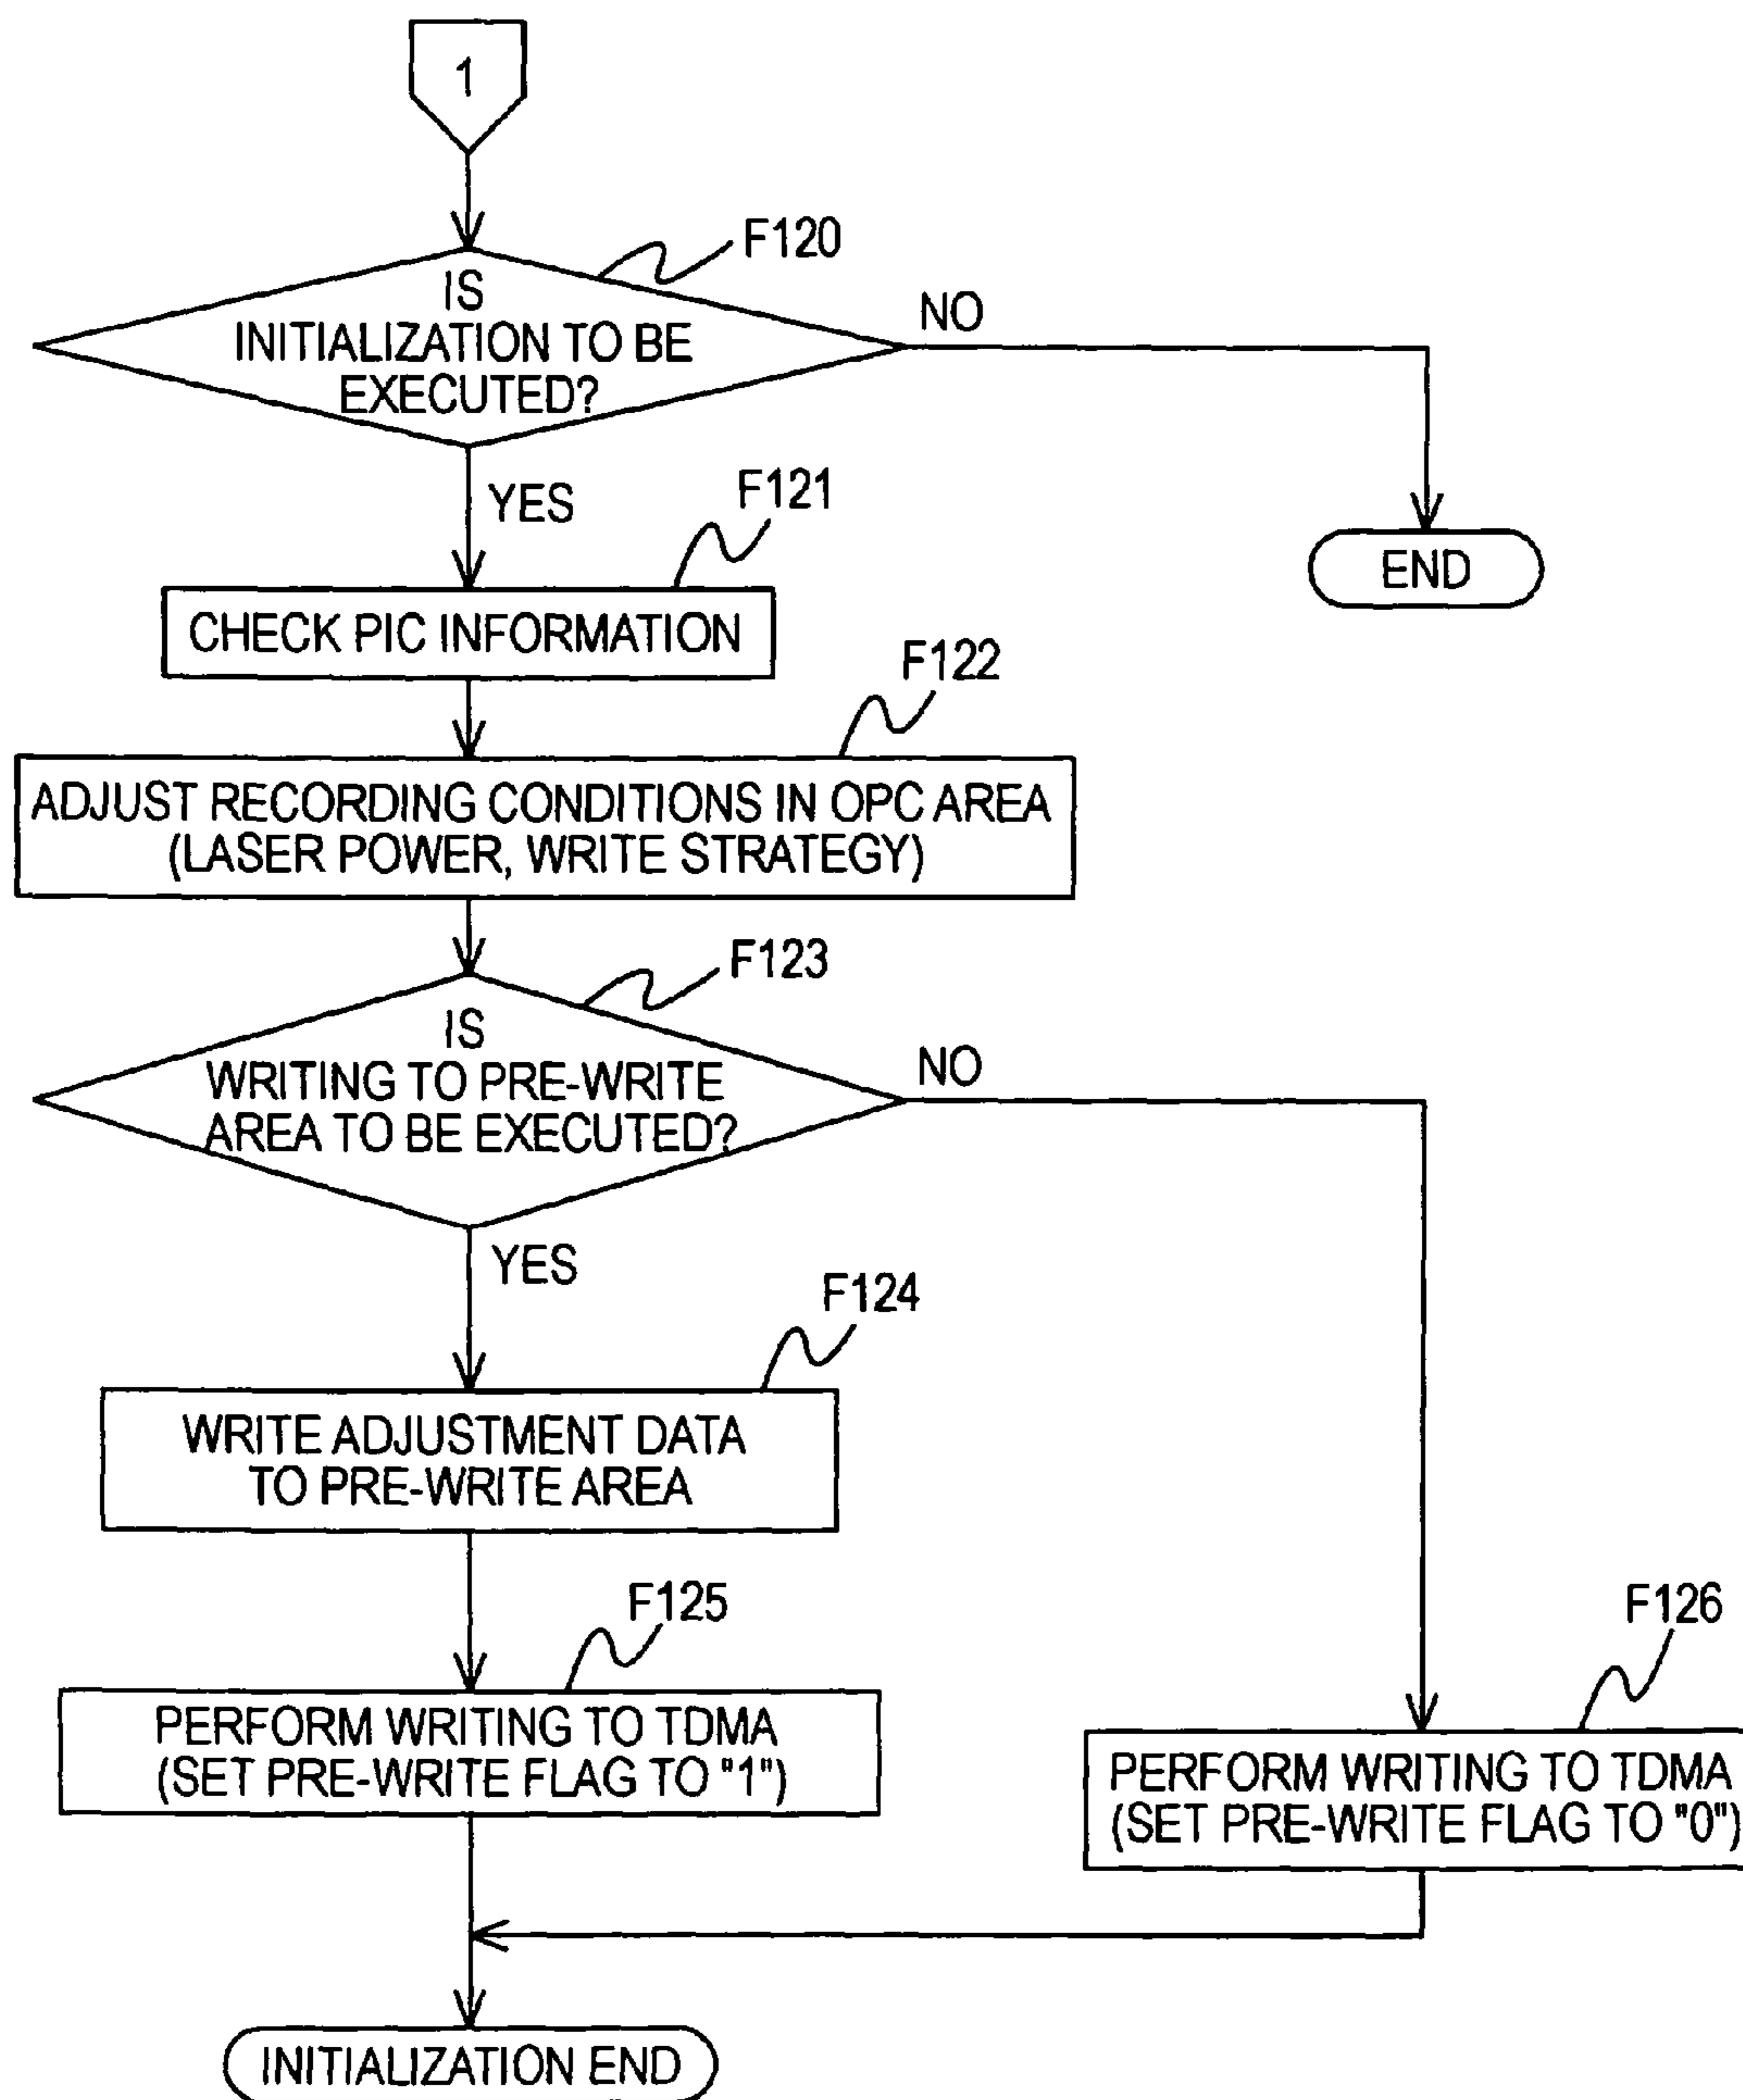 1
F120
IS
INITIALIZATION TO BE
EXECUTED?
NO
YES
END
F121
CHECK PIC INFORMATION
F122
ADJUST RECORDING CONDITIONS IN OPC AREA
(LASER POWER, WRITE STRATEGY)
F123
IS
WRITING TO PRE-WRITE
AREA TO BE EXECUTED?
NO
YES
F124
WRITE ADJUSTMENT DATA
TO PRE-WRITE AREA
F125
PERFORM WRITING TO TDMA
(SET PRE-WRITE FLAG TO "1")
F126
PERFORM WRITING TO TDMA
(SET PRE-WRITE FLAG TO "0")
INITIALIZATION END